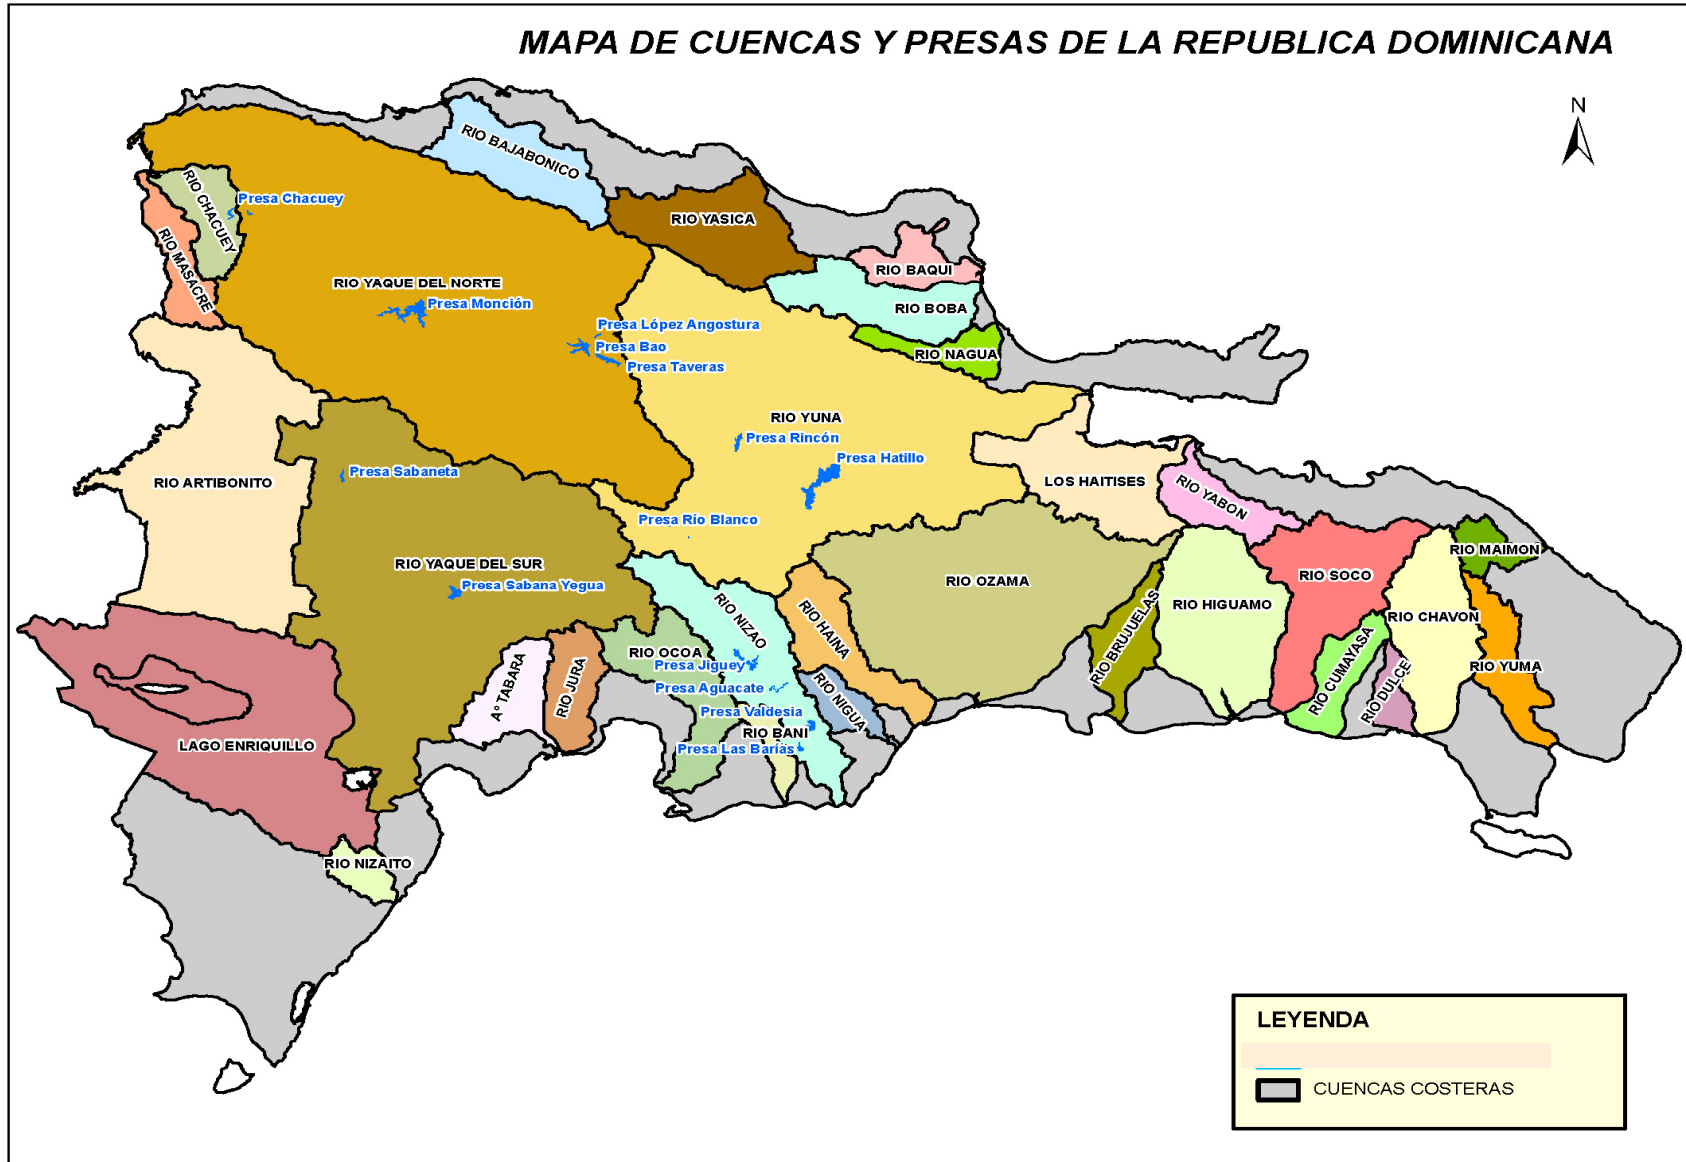 MAPA DE CUENCAS Y PRESAS DE LA REPUBLICA DOMINICANA
N
RIO BAJABONICO
RIO CHACUEY
Presa Chacuey
RIO MASACRE
RIO YASICA
RIO YAQUE DEL NORTE
Presa Monción
RIO BAQUI
RIO BOBA
Presa López Angostura
Presa Bao
Presa Taveras
RIO NAGUA
RIO YUNA
Presa Rincón
Presa Hatillo
Presa Sabaneta
RIO ARTIBONITO
LOS HAITISES
RIO YABON
Presa Río Blanco
RIO YAQUE DEL SUR
Presa Sabana Yegua
RIO OZAMA
RIO MAIMON
RIO SOCO
RIO HIGUAMO
RIO CHAVON
RIO BRUJUELAS
RIO NIZAO
RIO HAINA
RIO OCOA
Presa Jiguey
Presa Aguacate
RIO NIGUA
Presa Valdesia
RIO BANI
Presa Las Barías
Aº TABARA
RIO JURA
RIO CUMAYASA
RIO DULCE
RIO YUMA
LAGO ENRIQUILLO
RIO NIZAITO
LEYENDA
CUENCAS COSTERAS